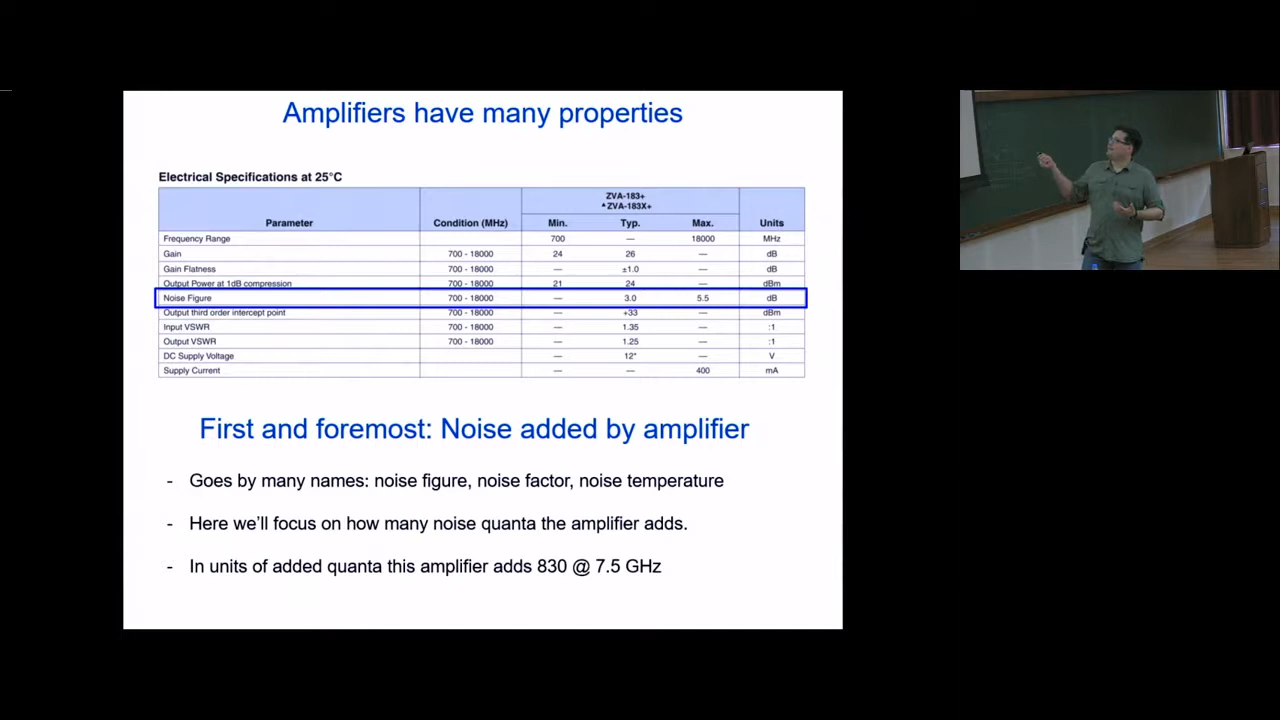 Amplifiers have many properties
Electrical Specifications at 25°C
Parameter Condition (MHz) ZVA-183+ ▲ZVA-183X+ Units
Min. Typ. Max.
Frequency Range 700 — 18000 MHz
Gain 700 - 18000 24 26 — dB
Gain Flatness 700 - 18000 — ±1.0 — dB
Output Power at 1dB compression 700 - 18000 21 24 — dBm
Noise Figure 700 - 18000 — 3.0 5.5 dB
Output third order intercept point 700 - 18000 — +33 — dBm
Input VSWR 700 - 18000 — 1.35 — :1
Output VSWR 700 - 18000 — 1.25 — :1
DC Supply Voltage — 12* — V
Supply Current — — 400 mA
First and foremost: Noise added by amplifier
- Goes by many names: noise figure, noise factor, noise temperature
- Here we'll focus on how many noise quanta the amplifier adds.
- In units of added quanta this amplifier adds 830 @ 7.5 GHz